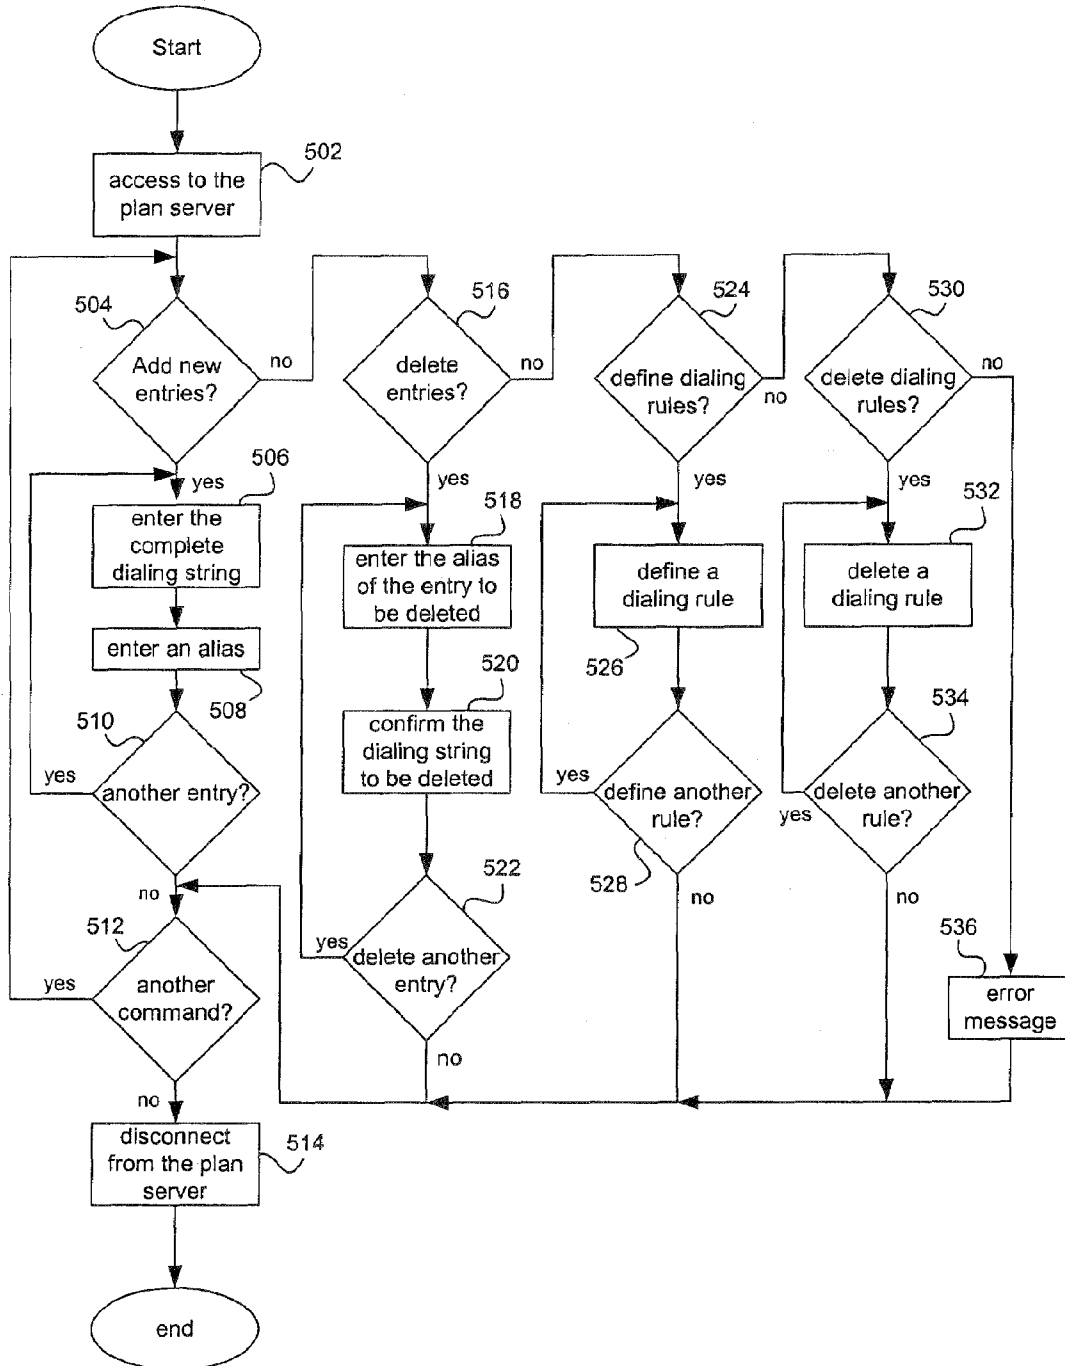 Start
502
access to the
plan server
504
Add new
entries?
no
516
delete
entries?
no
524
define dialing
rules?
no
530
delete dialing
rules?
no
yes
506
enter the
complete
dialing string
enter an alias
508
510
another entry?
yes
no
512
another
command?
yes
no
disconnect
from the plan
server
514
end
yes
518
enter the alias
of the entry to
be deleted
520
confirm the
dialing string
to be deleted
522
delete another
entry?
yes
no
yes
define a
dialing rule
526
define another
rule?
yes
528
no
yes
532
delete a
dialing rule
534
delete another
rule?
yes
no
536
error
message